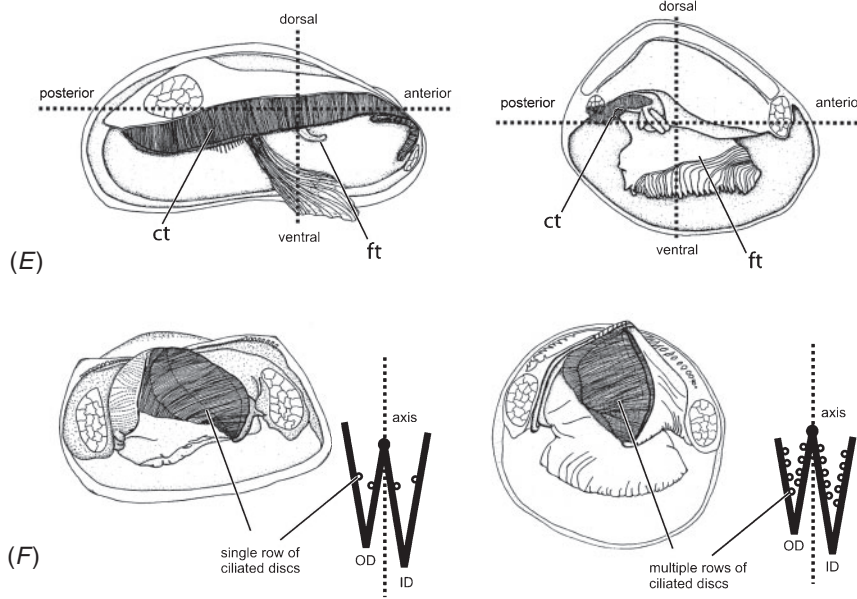 dorsal
posterior
anterior
ct
ft
ventral
(E)
dorsal
posterior
anterior
ct
ft
ventral
(F)
axis
single row of
ciliated discs
OD
ID
axis
multiple rows of
ciliated discs
OD
ID